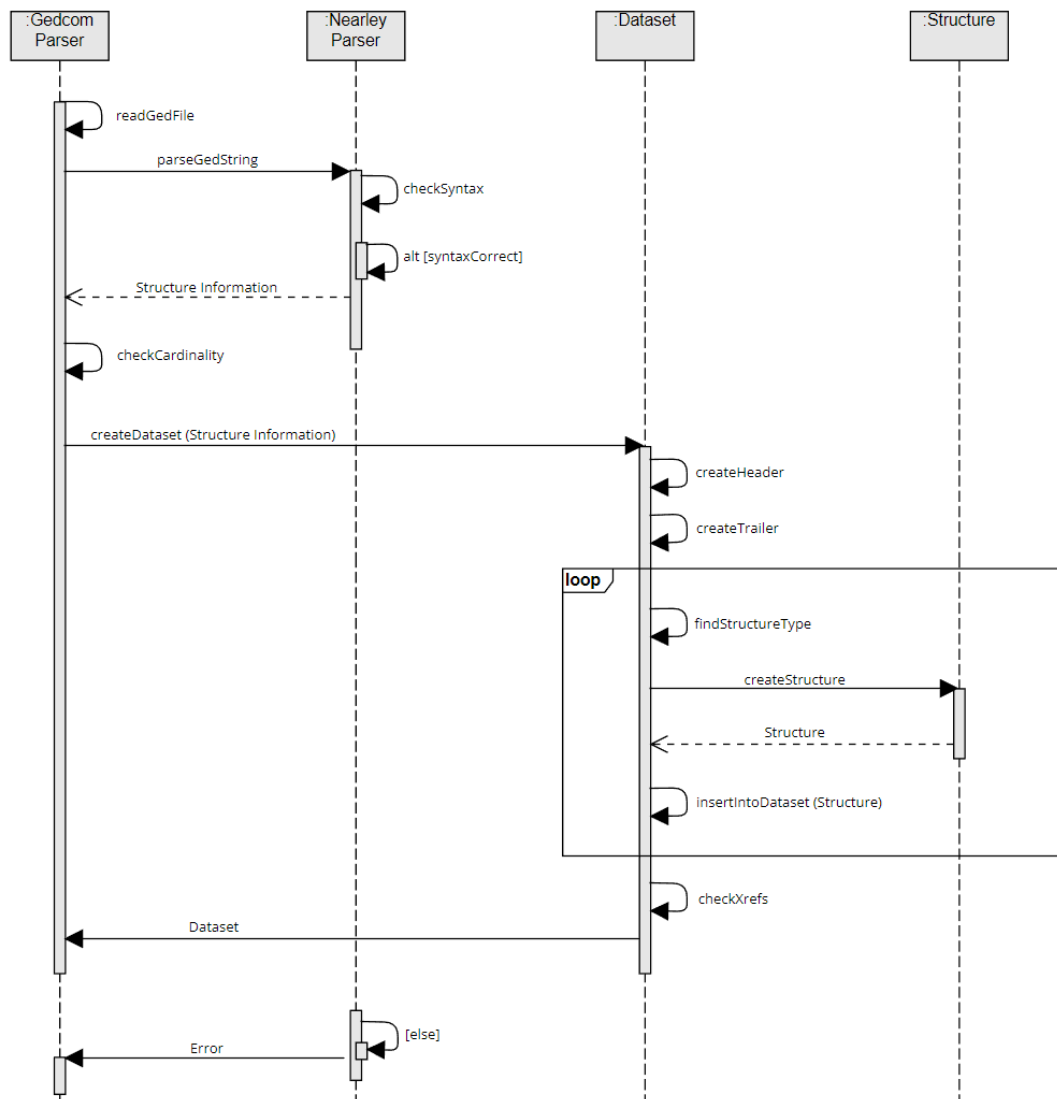 :Gedcom
Parser
:Nearley
Parser
:Dataset
:Structure
readGedFile
parseGedString
checkSyntax
alt [syntaxCorrect]
Structure Information
checkCardinality
createDataset (Structure Information)
createHeader
createTrailer
loop
findStructureType
createStructure
Structure
insertIntoDataset (Structure)
checkXrefs
Dataset
[else]
Error